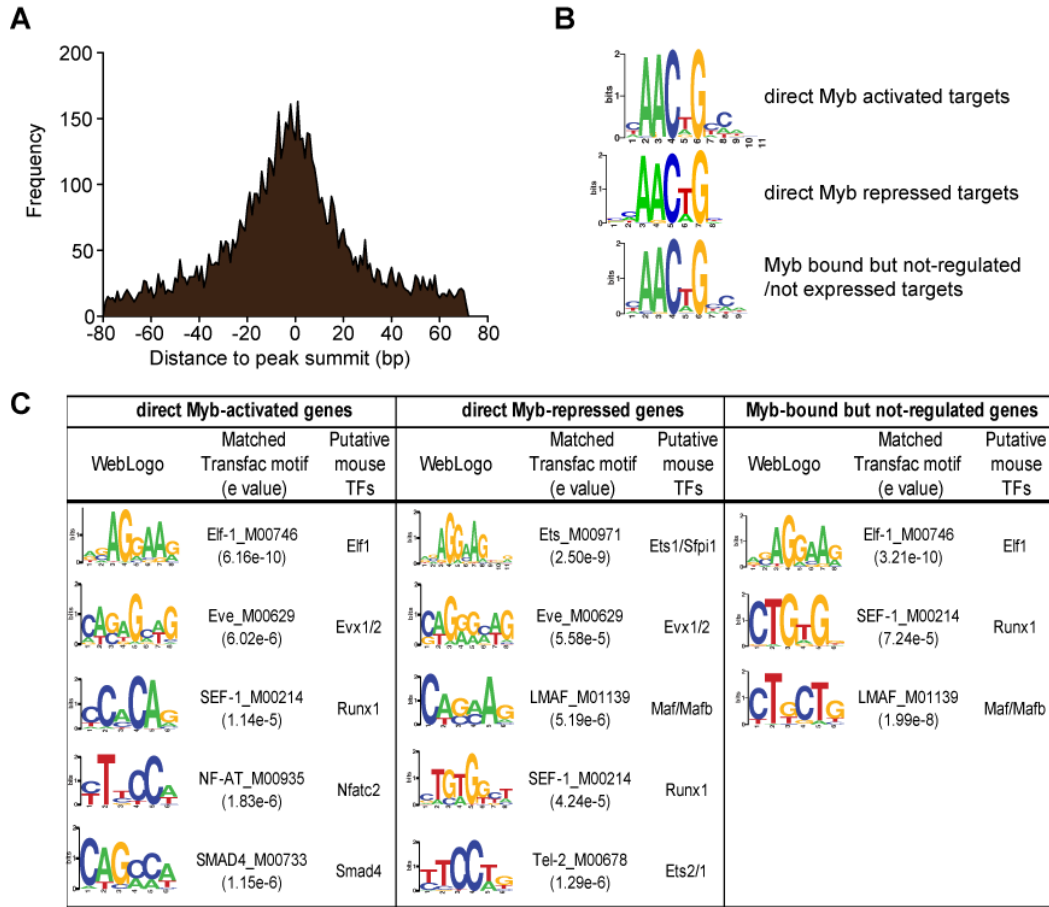 A
B
200
150
100
50
0
Frequency
-80 -60 -40 -20 0 20 40 60 80
Distance to peak summit (bp)
direct Myb activated targets
direct Myb repressed targets
Myb bound but not-regulated
/not expressed targets
C
direct Myb-activated genes
direct Myb-repressed genes
Myb-bound but not-regulated genes
WebLogo
Matched
Transfac motif
(e value)
Putative
mouse
TFs
WebLogo
Matched
Transfac motif
(e value)
Putative
mouse
TFs
WebLogo
Matched
Transfac motif
(e value)
Putative
mouse
TFs
Elf-1_M00746
(6.16e-10)
Elf1
Ets_M00971
(2.50e-9)
Ets1/Sfpi1
Elf-1_M00746
(3.21e-10)
Elf1
Eve_M00629
(6.02e-6)
Evx1/2
Eve_M00629
(5.58e-5)
Evx1/2
SEF-1_M00214
(7.24e-5)
Runx1
SEF-1_M00214
(1.14e-5)
Runx1
LMAF_M01139
(5.19e-6)
Maf/Mafb
LMAF_M01139
(1.99e-8)
Maf/Mafb
NF-AT_M00935
(1.83e-6)
Nfatc2
SEF-1_M00214
(4.24e-5)
Runx1
SMAD4_M00733
(1.15e-6)
Smad4
Tel-2_M00678
(1.29e-6)
Ets2/1